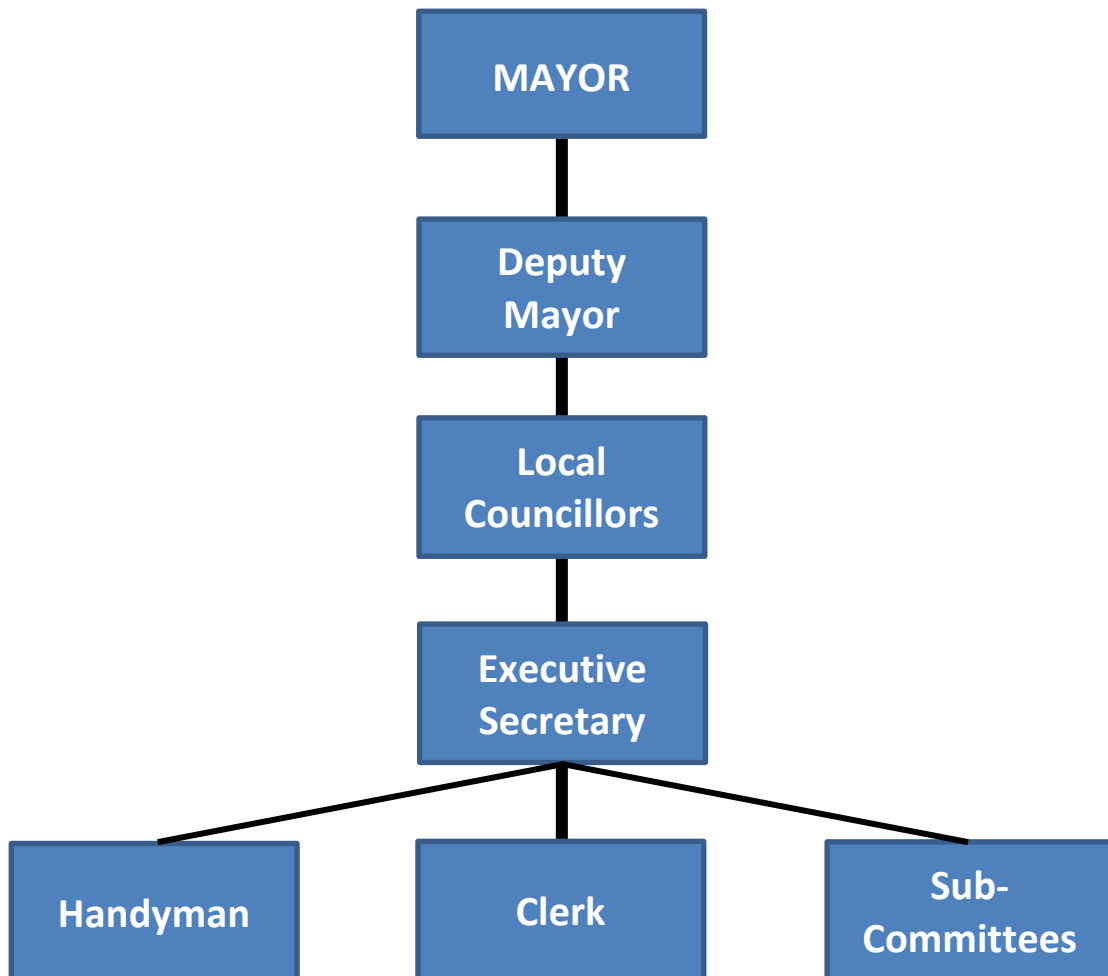 MAYOR
Deputy
Mayor
Local
Councillors
Executive
Secretary
Handyman
Clerk
Sub-
Committees